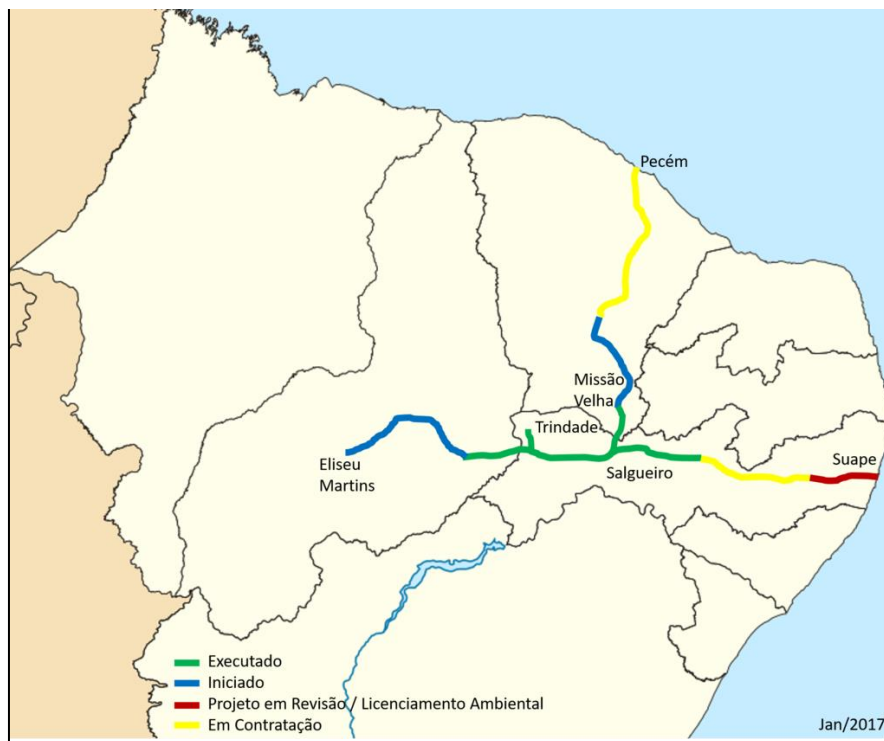 Pecém
Missão
Velha
Trindade
Eliseu
Martins
Salgueiro
Suape
Executado
Iniciado
Projeto em Revisão / Licenciamento Ambiental
Em Contratação
Jan/2017